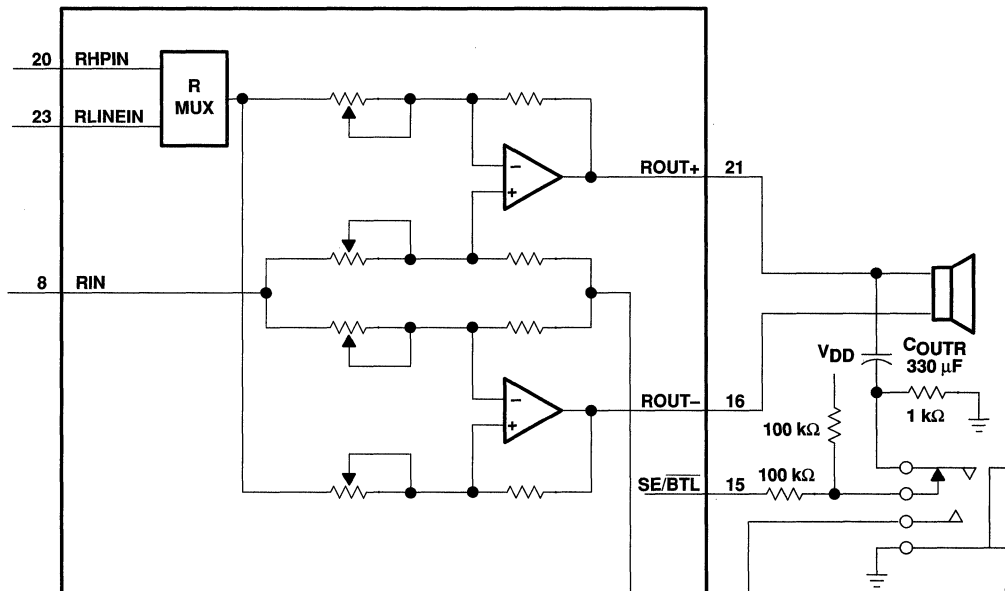 20 RHPIN
R
MUX
23 RLINEIN
−
+
ROUT+ 21
8 RIN
VDD
COUTR
330 µF
−
+
ROUT− 16
1 kΩ
100 kΩ
100 kΩ
SE/BTL 15